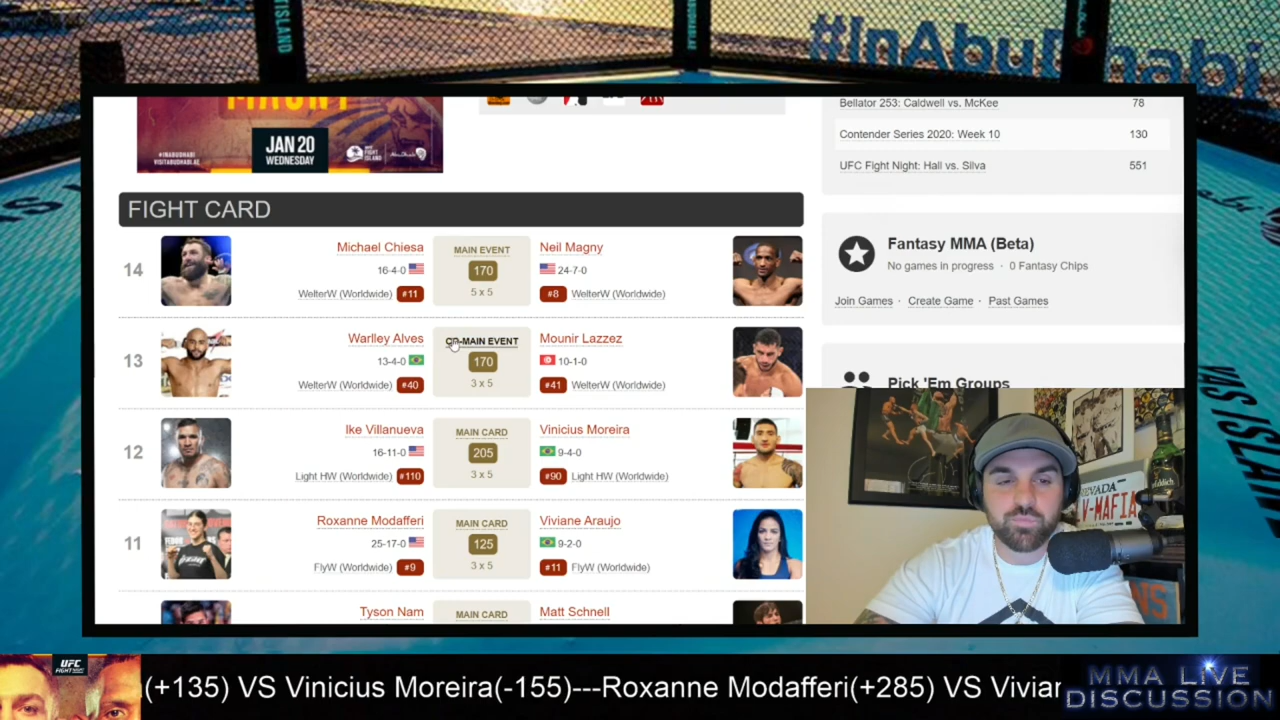 #InAbuDhabi
ISLAND
JAN 20
WEDNESDAY
#INABUDHABI
VISITABUDHABI.AE
Bellator 253: Caldwell vs. McKee 78
Contender Series 2020: Week 10 130
UFC Fight Night: Hall vs. Silva 551
FIGHT CARD
14
Michael Chiesa
16-4-0
WelterW (Worldwide) #11
MAIN EVENT
170
5 x 5
Neil Magny
24-7-0
#8 WelterW (Worldwide)
13
Warlley Alves
13-4-0
WelterW (Worldwide) #40
CO-MAIN EVENT
170
3 x 5
Mounir Lazzez
10-1-0
#41 WelterW (Worldwide)
12
Ike Villanueva
16-11-0
Light HW (Worldwide) #110
MAIN CARD
205
3 x 5
Vinicius Moreira
9-4-0
#90 Light HW (Worldwide)
11
Roxanne Modafferi
25-17-0
FlyW (Worldwide) #9
MAIN CARD
125
3 x 5
Viviane Araujo
9-2-0
#11 FlyW (Worldwide)
Tyson Nam
MAIN CARD
Matt Schnell
Fantasy MMA (Beta)
No games in progress · 0 Fantasy Chips
Join Games · Create Game · Past Games
Pick 'Em Groups
V-MAFIA
YAS ISLAND
UFC
FIGHT NIGHT
(+135) VS Vinicius Moreira(-155)---Roxanne Modafferi(+285) VS Vivian
MMA LIVE
DISCUSSION